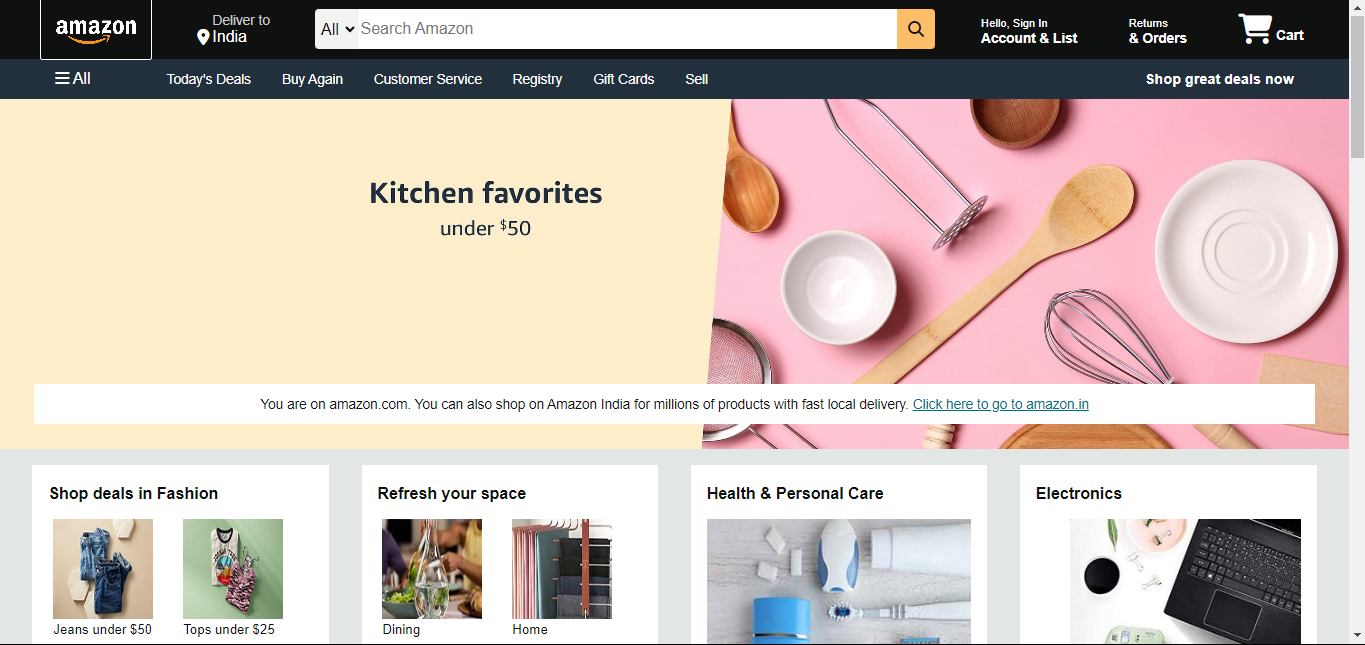 amazon
Deliver to
India
All
Search Amazon
Hello, Sign In
Account & List
Returns
& Orders
Cart
All
Today's Deals
Buy Again
Customer Service
Registry
Gift Cards
Sell
Shop great deals now
Kitchen favorites
under $50
You are on amazon.com. You can also shop on Amazon India for millions of products with fast local delivery. Click here to go to amazon.in
Shop deals in Fashion
Refresh your space
Health & Personal Care
Electronics
Jeans under $50
Tops under $25
Dining
Home